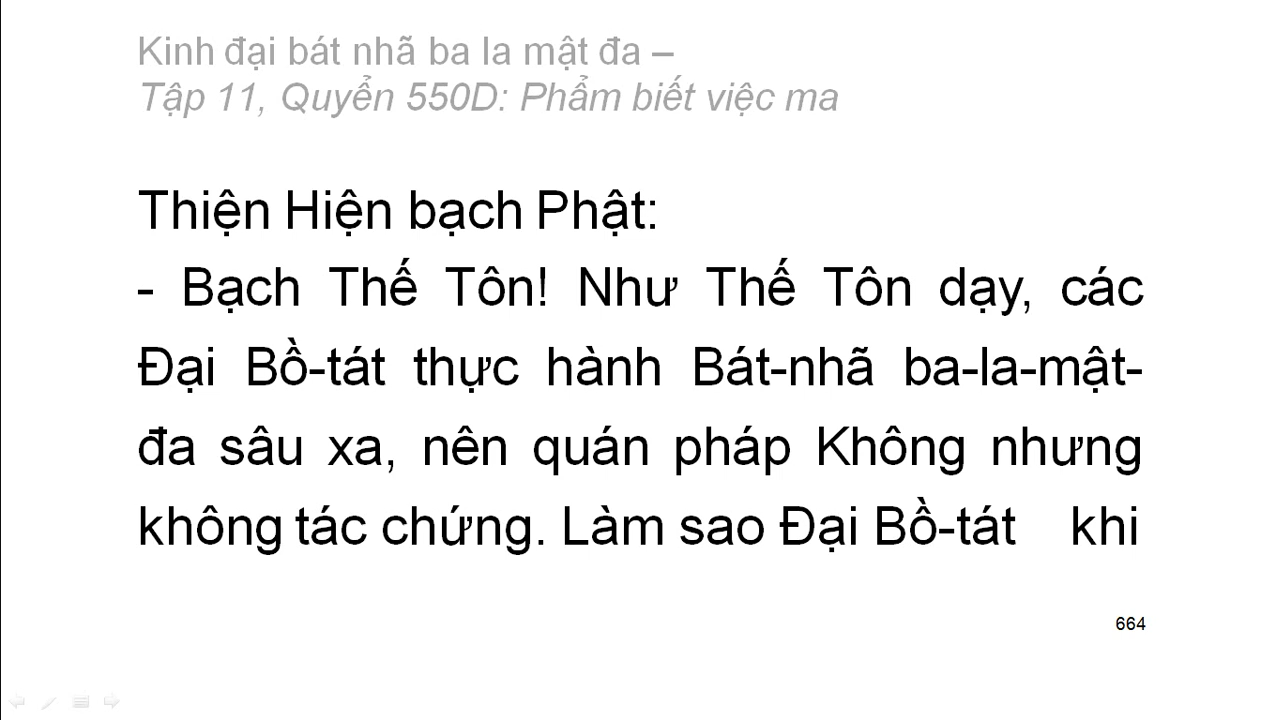 Kinh đại bát nhã ba la mật đa –
Tập 11, Quyển 550D: Phẩm biết việc ma
Thiện Hiện bạch Phật:
- Bạch Thế Tôn! Như Thế Tôn dạy, các
Đại Bồ-tát thực hành Bát-nhã ba-la-mật-
đa sâu xa, nên quán pháp Không nhưng
không tác chứng. Làm sao Đại Bồ-tát khi
664